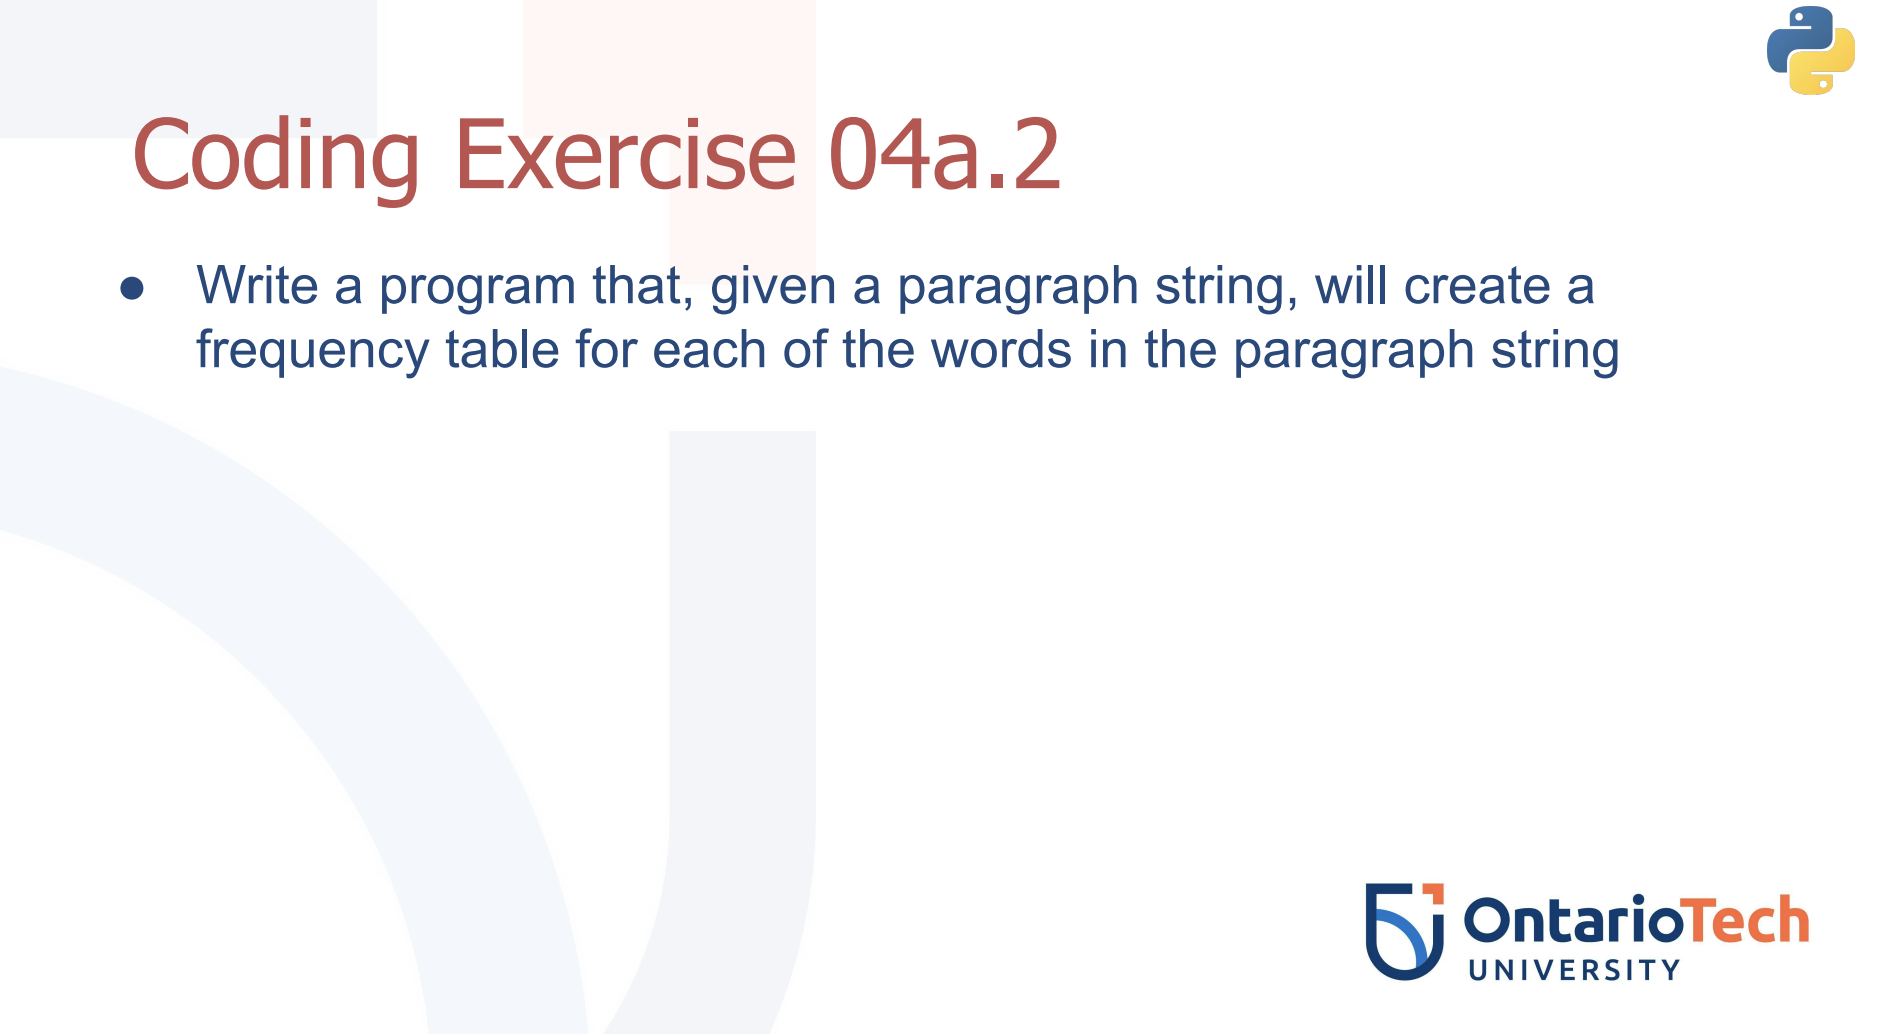 Coding Exercise 04a.2
● Write a program that, given a paragraph string, will create a
frequency table for each of the words in the paragraph string
OntarioTech
UNIVERSITY